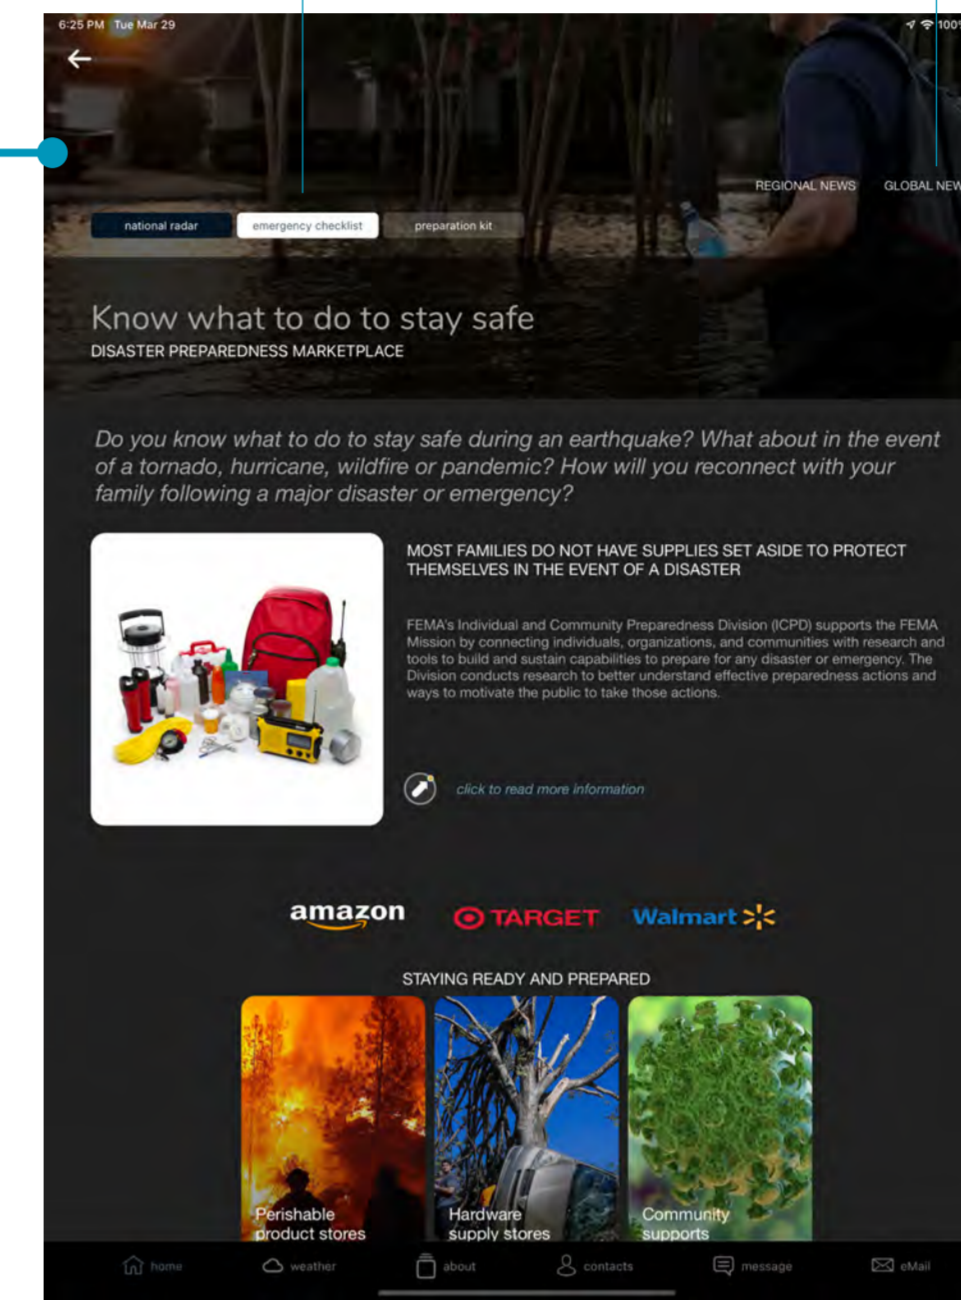 6:25 PM Tue Mar 29
100%
REGIONAL NEWS GLOBAL NEW
national radar emergency checklist preparation kit
Know what to do to stay safe
DISASTER PREPAREDNESS MARKETPLACE
Do you know what to do to stay safe during an earthquake? What about in the event
of a tornado, hurricane, wildfire or pandemic? How will you reconnect with your
family following a major disaster or emergency?
MOST FAMILIES DO NOT HAVE SUPPLIES SET ASIDE TO PROTECT
THEMSELVES IN THE EVENT OF A DISASTER
FEMA's Individual and Community Preparedness Division (ICPD) supports the FEMA
Mission by connecting individuals, organizations, and communities with research and
tools to build and sustain capabilities to prepare for any disaster or emergency. The
Division conducts research to better understand effective preparedness actions and
ways to motivate the public to take those actions.
click to read more information
amazon TARGET Walmart
STAYING READY AND PREPARED
Perishable
product stores
Hardware
supply stores
Community
supports
home weather about contacts message eMail